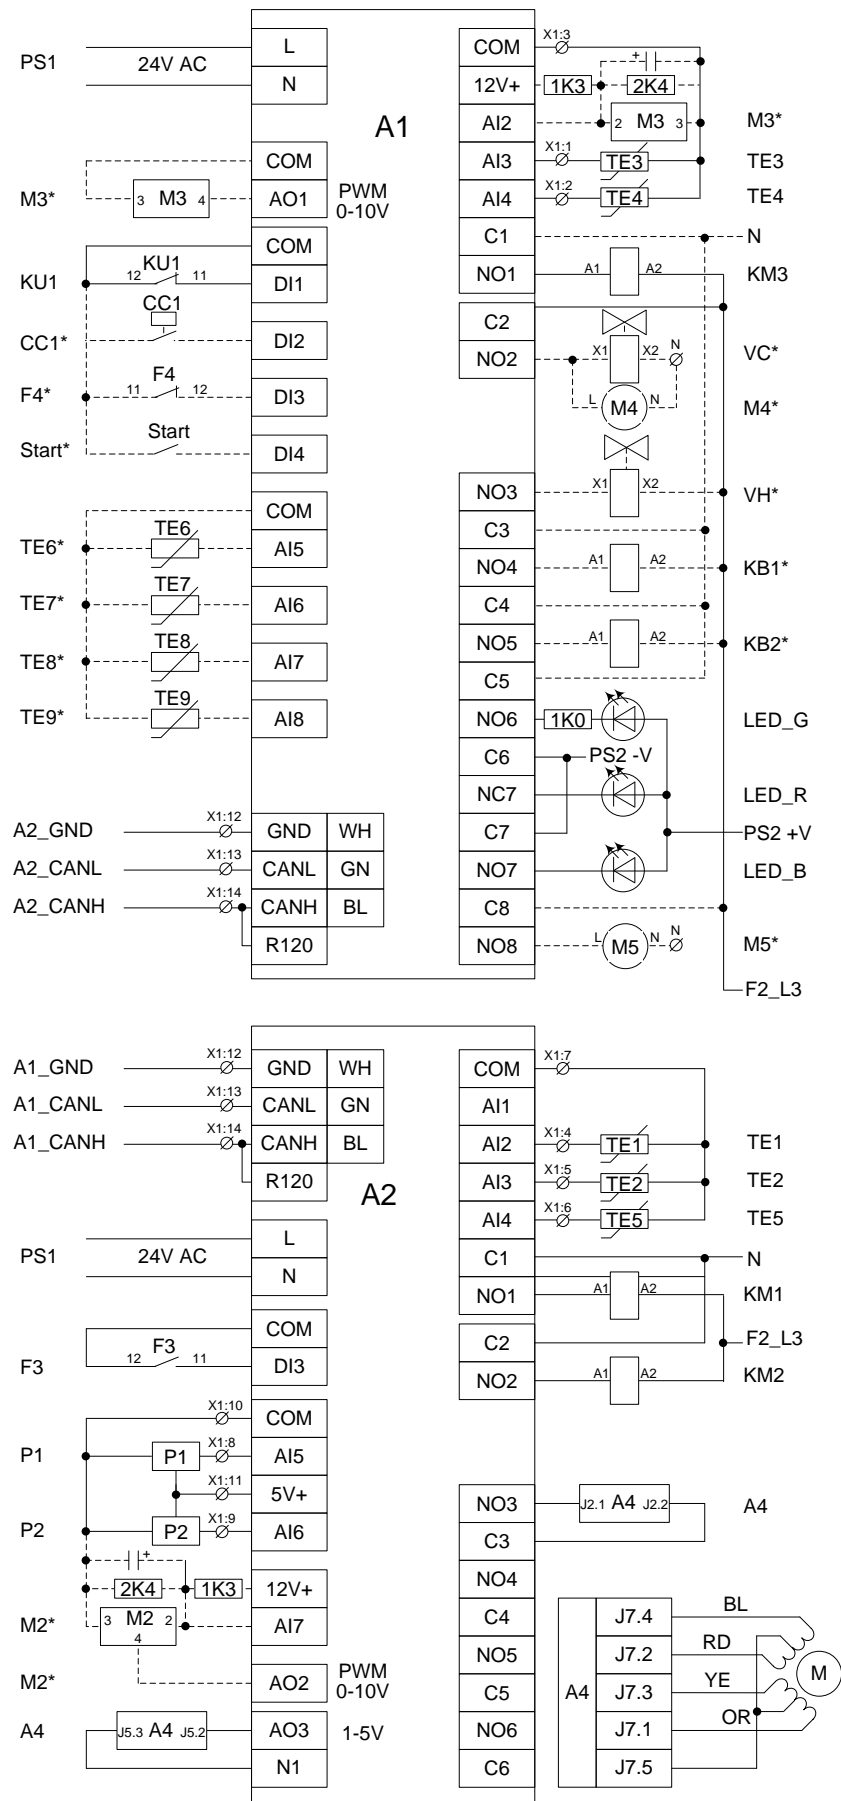 PS1 24V AC L
N
A1
COM
M3* 3 M3 4 AO1 PWM
0-10V
COM
KU1 12 KU1 11 DI1
CC1
CC1* DI2
F4
F4* 11 12 DI3
Start
Start* DI4
COM
TE6
TE6* AI5
TE7
TE7* AI6
TE8
TE8* AI7
TE9
TE9* AI8
A2_GND X1:12 GND WH
A2_CANL X1:13 CANL GN
A2_CANH X1:14 CANH BL
R120
COM X1:3
+
12V+ 1K3 2K4
AI2 2 M3 3 M3*
AI3 X1:1 TE3 TE3
AI4 X1:2 TE4 TE4
C1 N
NO1 A1 A2 KM3
C2
NO2 X1 X2 N VC*
L M4 N M4*
NO3 X1 X2 VH*
C3
NO4 A1 A2 KB1*
C4
NO5 A1 A2 KB2*
C5
NO6 1K0 LED_G
C6 PS2 -V
NC7 LED_R
C7 PS2 +V
NO7 LED_B
C8
NO8 L M5 N N M5*
F2_L3
A1_GND X1:12 GND WH
A1_CANL X1:13 CANL GN
A1_CANH X1:14 CANH BL
R120
A2
PS1 24V AC L
N
COM
F3 12 F3 11 DI3
X1:10 COM
P1 P1 X1:8 AI5
X1:11 5V+
P2 P2 X1:9 AI6
+
2K4 1K3 12V+
M2* 3 M2 2 AI7
4
M2* AO2 PWM
0-10V
A4 J5.3 A4 J5.2 AO3 1-5V
N1
COM X1:7
AI1
AI2 X1:4 TE1 TE1
AI3 X1:5 TE2 TE2
AI4 X1:6 TE5 TE5
C1 N
NO1 A1 A2 KM1
C2 F2_L3
NO2 A1 A2 KM2
NO3 J2.1 A4 J2.2 A4
C3
NO4
C4
NO5
C5
NO6
C6
A4
J7.4 BL
J7.2 RD
J7.3 YE
J7.1 OR
J7.5
M